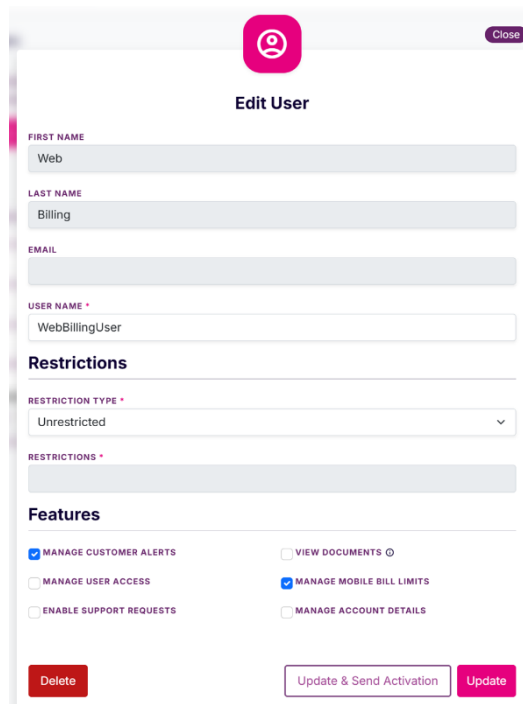 Close
Edit User
FIRST NAME
Web
LAST NAME
Billing
EMAIL
USER NAME *
WebBillingUser
Restrictions
RESTRICTION TYPE *
Unrestricted
RESTRICTIONS *
Features
MANAGE CUSTOMER ALERTS
VIEW DOCUMENTS
MANAGE USER ACCESS
MANAGE MOBILE BILL LIMITS
ENABLE SUPPORT REQUESTS
MANAGE ACCOUNT DETAILS
Delete
Update & Send Activation
Update